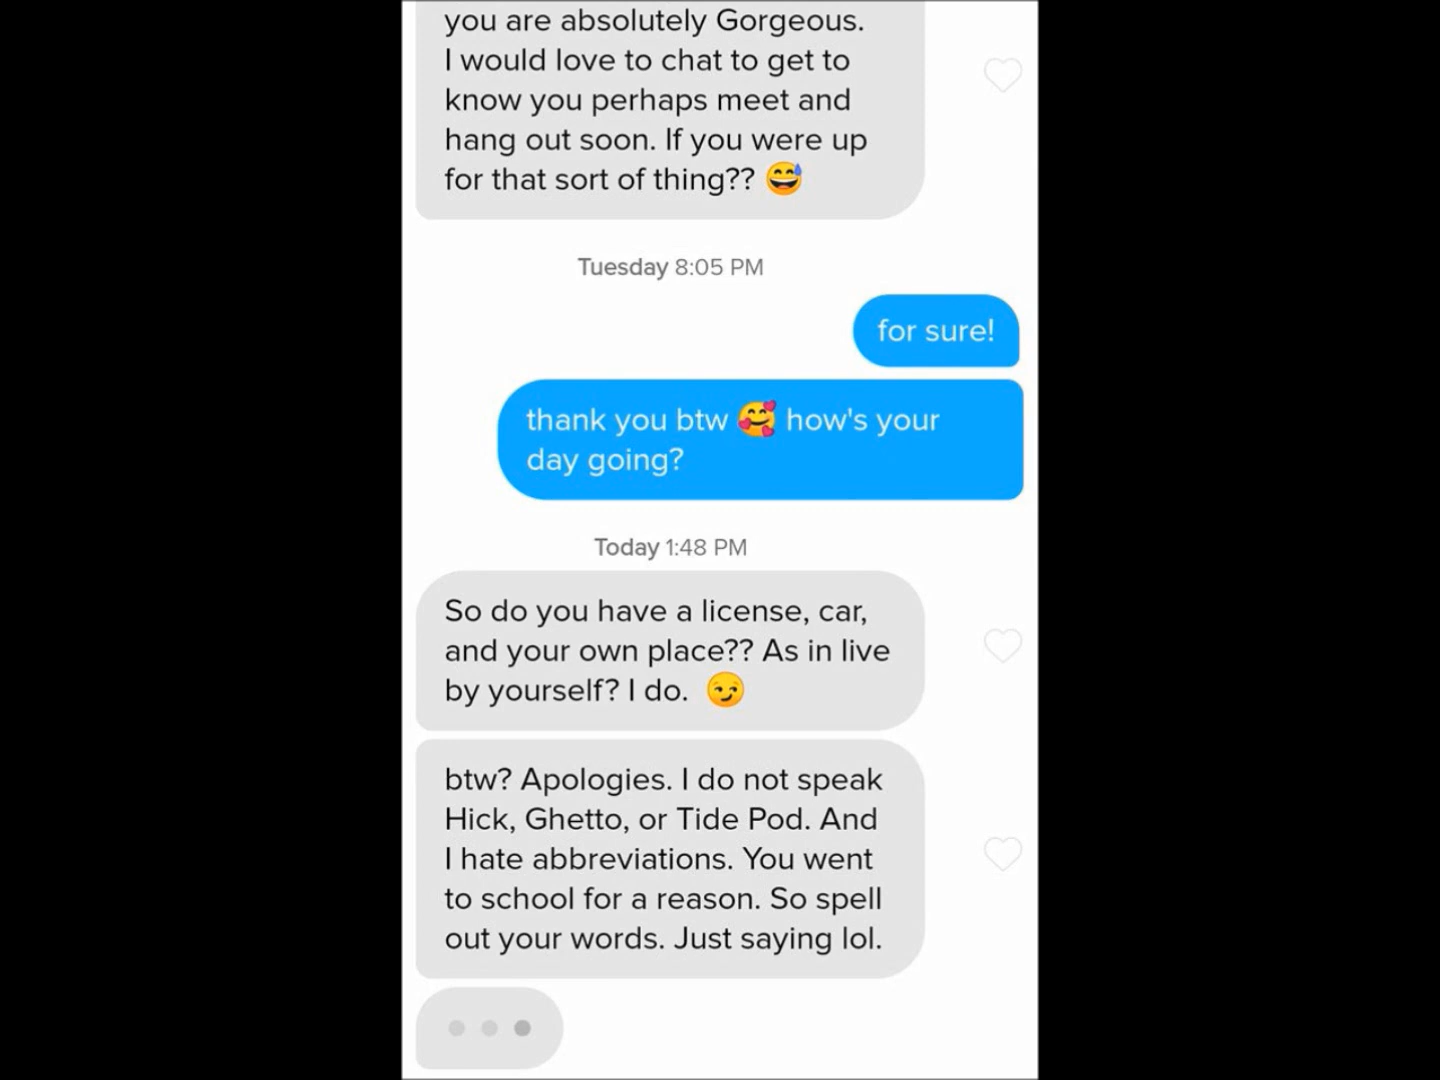 you are absolutely Gorgeous.
I would love to chat to get to
know you perhaps meet and
hang out soon. If you were up
for that sort of thing?? 😅
Tuesday 8:05 PM
for sure!
thank you btw 🥰 how's your
day going?
Today 1:48 PM
So do you have a license, car,
and your own place?? As in live
by yourself? I do. 😏
btw? Apologies. I do not speak
Hick, Ghetto, or Tide Pod. And
I hate abbreviations. You went
to school for a reason. So spell
out your words. Just saying lol.